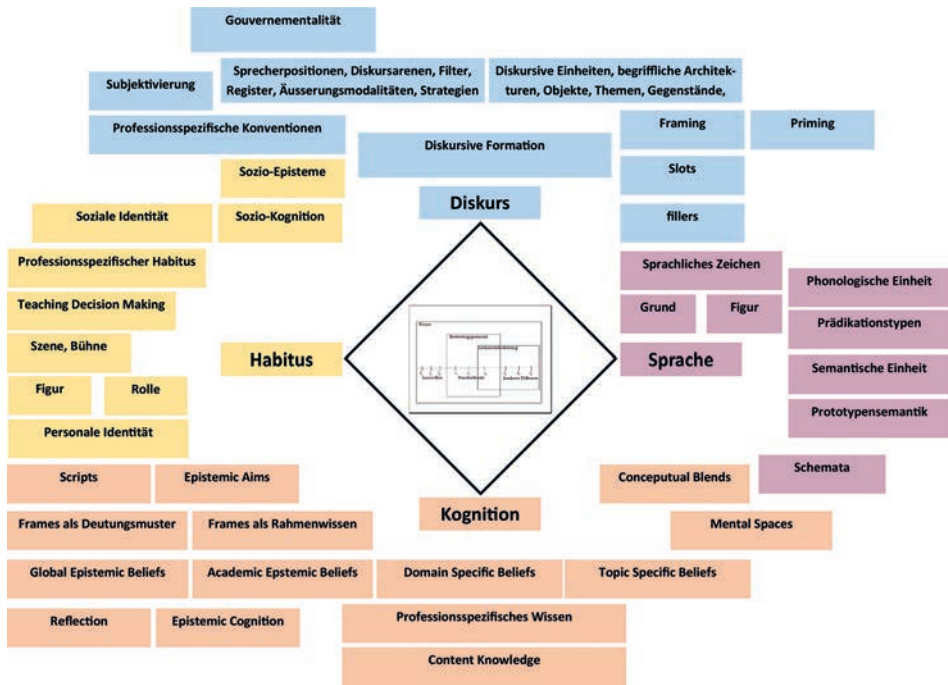 Gouvernementalität
Subjektivierung
Sprecherpositionen, Diskursarenen, Filter,
Register, Äusserungsmodalitäten, Strategien
Diskursive Einheiten, begriffliche Architek-
turen, Objekte, Themen, Gegenstände,
Professionsspezifische Konventionen
Diskursive Formation
Framing
Priming
Slots
fillers
Sozio-Episteme
Soziale Identität
Sozio-Kognition
Diskurs
Professionsspezifischer Habitus
Teaching Decision Making
Szene, Bühne
Habitus
Figur
Rolle
Personale Identität
Sprachliches Zeichen
Phonologische Einheit
Grund
Figur
Prädikationstypen
Sprache
Semantische Einheit
Prototypensemantik
Schemata
Scripts
Epistemic Aims
Kognition
Conceputual Blends
Frames als Deutungsmuster
Frames als Rahmenwissen
Mental Spaces
Global Epistemic Beliefs
Academic Epstemic Beliefs
Domain Specific Beliefs
Topic Specific Beliefs
Reflection
Epistemic Cognition
Professionsspezifisches Wissen
Content Knowledge